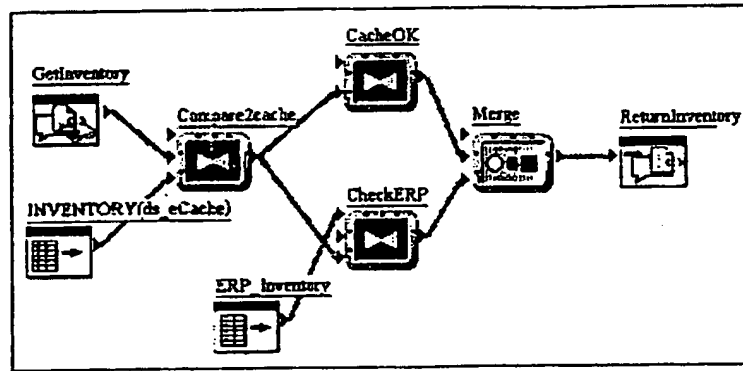 CacheOK
GetInventory
Compare2cache
Merge
ReturnInventory
CheckERP
INVENTORY(ds_eCache)
ERP_Inventory